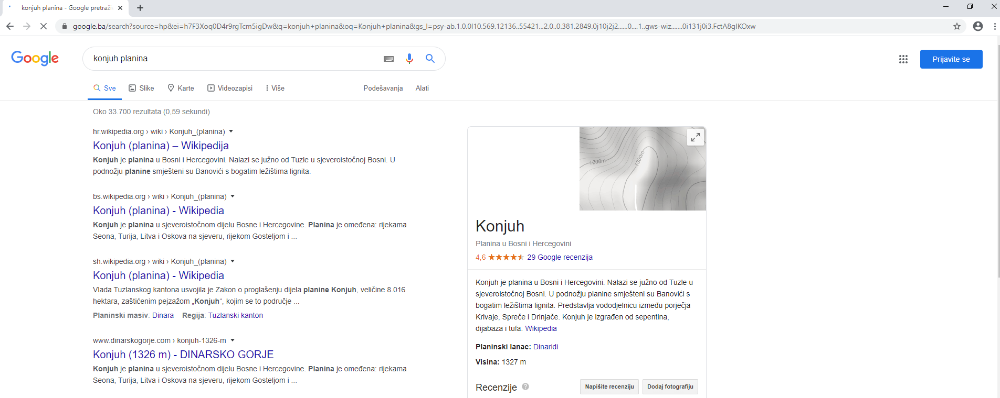 konjuh planina - Google pretraži
google.ba/search?source=hp&ei=h7F3Xoq0D4r9rgTcm5igDw&q=konjuh+planina&oq=Konjuh+planina&gs_l=psy-ab.1.0.0l10.569.12136..55421...2.0..0.381.2849.0j10j2j2......0....1..gws-wiz.......0i131j0i3.FctA8gIKOxw
Google
konjuh planina
Prijavite se
Sve Slike Karte Videozapisi Više Podešavanja Alati
Oko 33.700 rezultata (0,59 sekundi)
hr.wikipedia.org › wiki › Konjuh_(planina)
Konjuh (planina) – Wikipedija
Konjuh je planina u Bosni i Hercegovini. Nalazi se južno od Tuzle u sjeveroistočnoj Bosni. U
podnožju planine smješteni su Banovići s bogatim ležištima lignita.
bs.wikipedia.org › wiki › Konjuh_(planina)
Konjuh (planina) - Wikipedia
Konjuh je planina u sjeveroistočnom dijelu Bosne i Hercegovine. Planina je omeđena: rijekama
Seona, Turija, Litva i Oskova na sjeveru, rijekom Gosteljom i ...
sh.wikipedia.org › wiki › Konjuh_(planina)
Konjuh (planina) - Wikipedia
Vlada Tuzlanskog kantona usvojila je Zakon o proglašenju dijela planine Konjuh, veličine 8.016
hektara, zaštićenim pejzažom „Konjuh“, kojim se to područje ...
Planinski masiv: Dinara Regija: Tuzlanski kanton
www.dinarskogorje.com › konjuh-1326-m
Konjuh (1326 m) - DINARSKO GORJE
Konjuh je planina u sjeveroistočnom dijelu Bosne i Hercegovine. Planina je omeđena: rijekama
Seona, Turija, Litva i Oskova na sjeveru, rijekom Gosteljom i ...
1200m
1300m
Konjuh
Planina u Bosni i Hercegovini
4,6 29 Google recenzija
Konjuh je planina u Bosni i Hercegovini. Nalazi se južno od Tuzle u
sjeveroistočnoj Bosni. U podnožju planine smješteni su Banovići s
bogatim ležištima lignita. Predstavlja vododjelnicu između porječja
Krivaje, Spreče i Drinjače. Konjuh je izgrađen od sepentina,
dijabaza i tufa. Wikipedia
Planinski lanac: Dinaridi
Visina: 1327 m
Recenzije ? Napišite recenziju Dodaj fotografiju